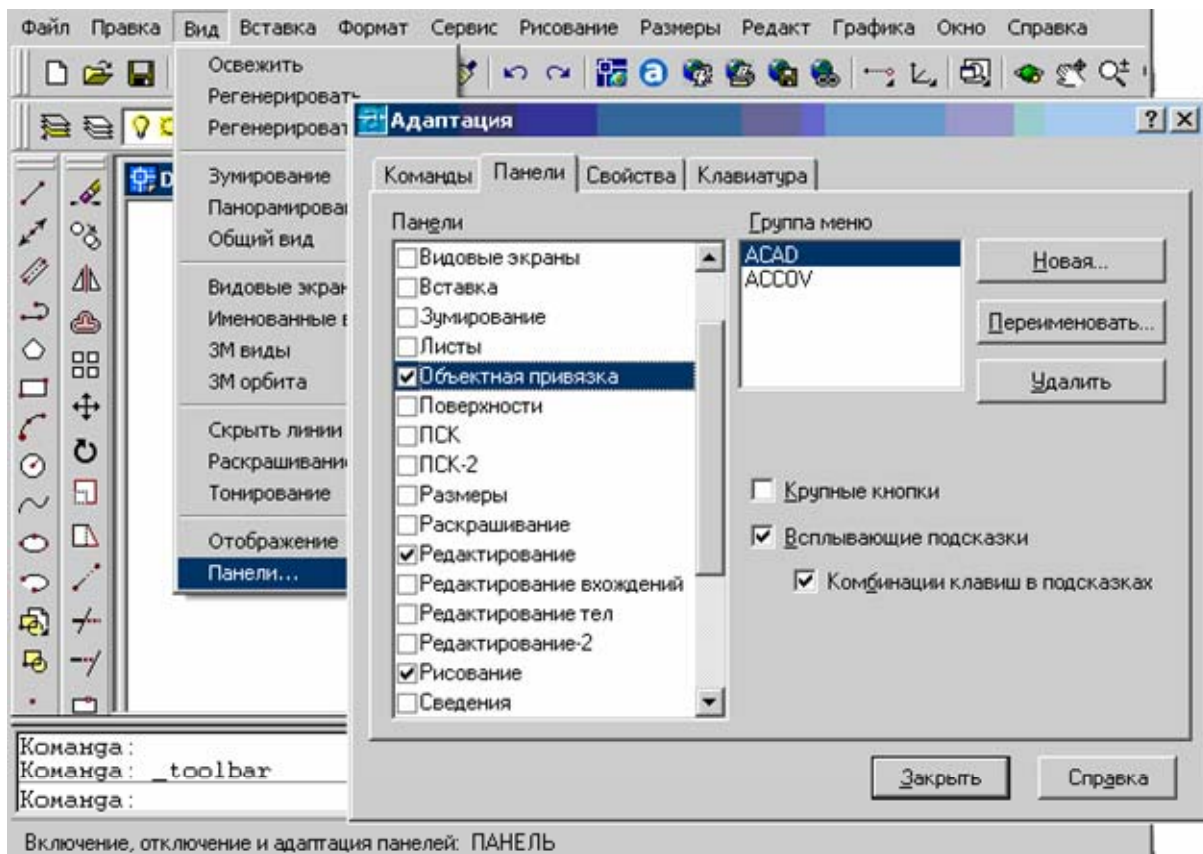 Файл Правка Вид Вставка Формат Сервис Рисование Размеры Редакт Графика Окно Справка
Освежить
Регенерировать
Регенерироват
Зумирование
Панорамирова
Общий вид
Видовые экран
Именованные в
3М виды
3М орбита
Скрыть линии
Раскрашивани
Тонирование
Отображение
Панели...
D
Адаптация
Команды Панели Свойства Клавиатура
Панели
Видовые экраны
Вставка
Зумирование
Листы
Объектная привязка
Поверхности
ПСК
ПСК-2
Размеры
Раскрашивание
Редактирование
Редактирование вхождений
Редактирование тел
Редактирование-2
Рисование
Сведения
Группа меню
ACAD
ACCOV
Новая...
Переименовать...
Удалить
Крупные кнопки
Всплывающие подсказки
Комбинации клавиш в подсказках
Закрыть Справка
Команда:
Команда: _toolbar
Команда:
Включение, отключение и адаптация панелей: ПАНЕЛЬ